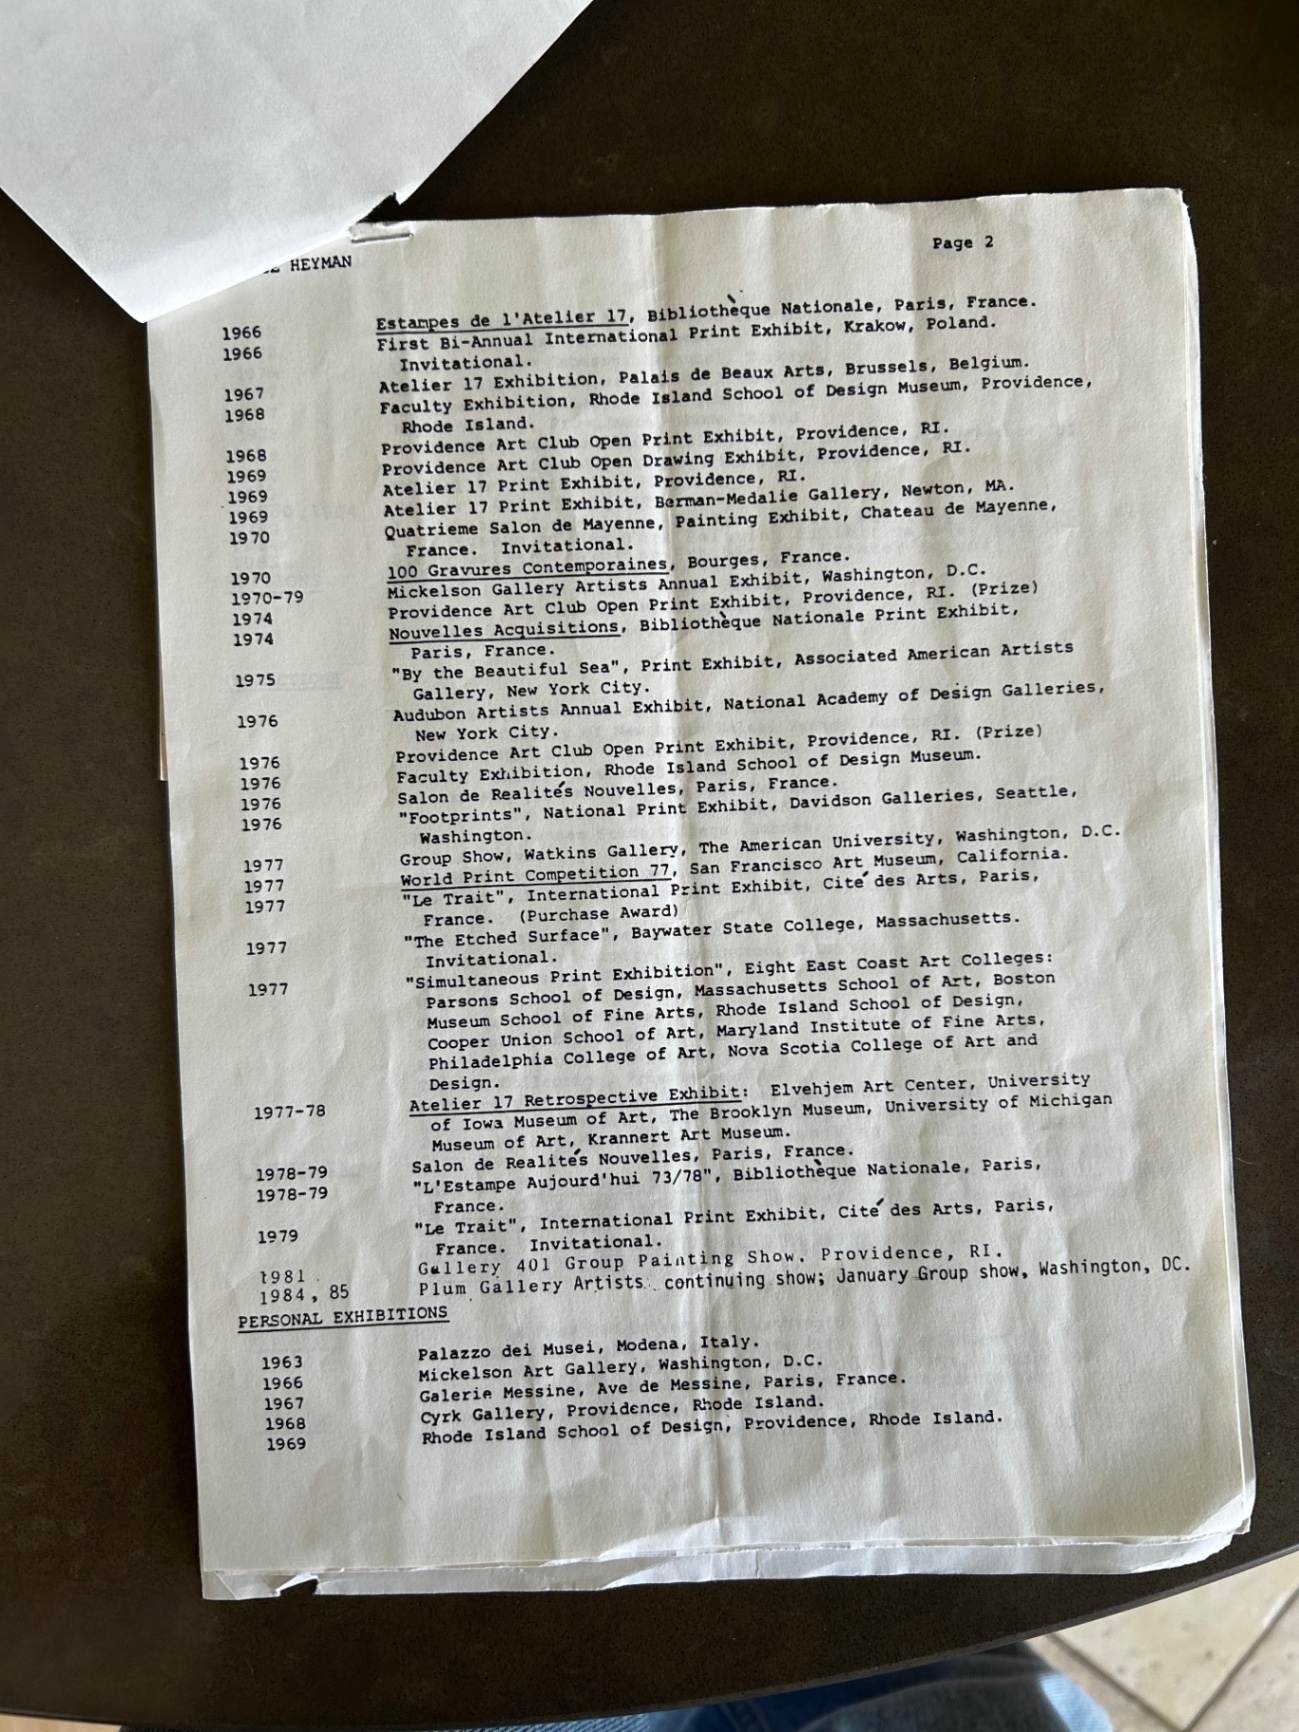 HEYMAN
Page 2
1966 Estampes de l'Atelier 17, Bibliothèque Nationale, Paris, France.
1966 First Bi-Annual International Print Exhibit, Krakow, Poland.
Invitational.
1967 Atelier 17 Exhibition, Palais de Beaux Arts, Brussels, Belgium.
1968 Faculty Exhibition, Rhode Island School of Design Museum, Providence,
Rhode Island.
1968 Providence Art Club Open Print Exhibit, Providence, RI.
1969 Providence Art Club Open Drawing Exhibit, Providence, RI.
1969 Atelier 17 Print Exhibit, Providence, RI.
1969 Atelier 17 Print Exhibit, Berman-Medalie Gallery, Newton, MA.
1970 Quatrieme Salon de Mayenne, Painting Exhibit, Chateau de Mayenne,
France. Invitational.
1970 100 Gravures Contemporaines, Bourges, France.
1970-79 Mickelson Gallery Artists Annual Exhibit, Washington, D.C.
1974 Providence Art Club Open Print Exhibit, Providence, RI. (Prize)
1974 Nouvelles Acquisitions, Bibliothèque Nationale Print Exhibit,
Paris, France.
1975 "By the Beautiful Sea", Print Exhibit, Associated American Artists
Gallery, New York City.
1976 Audubon Artists Annual Exhibit, National Academy of Design Galleries,
New York City.
1976 Providence Art Club Open Print Exhibit, Providence, RI. (Prize)
1976 Faculty Exhibition, Rhode Island School of Design Museum.
1976 Salon de Realités Nouvelles, Paris, France.
1976 "Footprints", National Print Exhibit, Davidson Galleries, Seattle,
Washington.
1977 Group Show, Watkins Gallery, The American University, Washington, D.C.
1977 World Print Competition 77, San Francisco Art Museum, California.
1977 "Le Trait", International Print Exhibit, Cité des Arts, Paris,
France. (Purchase Award)
1977 "The Etched Surface", Baywater State College, Massachusetts.
Invitational.
1977 "Simultaneous Print Exhibition", Eight East Coast Art Colleges:
Parsons School of Design, Massachusetts School of Art, Boston
Museum School of Fine Arts, Rhode Island School of Design,
Cooper Union School of Art, Maryland Institute of Fine Arts,
Philadelphia College of Art, Nova Scotia College of Art and
Design.
1977-78 Atelier 17 Retrospective Exhibit: Elvehjem Art Center, University
of Iowa Museum of Art, The Brooklyn Museum, University of Michigan
Museum of Art, Krannert Art Museum.
1978-79 Salon de Realités Nouvelles, Paris, France.
1978-79 "L'Estampe Aujourd'hui 73/78", Bibliothèque Nationale, Paris,
France.
1979 "Le Trait", International Print Exhibit, Cité des Arts, Paris,
France. Invitational.
1981 Gallery 401 Group Painting Show. Providence, RI.
1984, 85 Plum Gallery Artists continuing show; January Group show, Washington, DC.
PERSONAL EXHIBITIONS
1963 Palazzo dei Musei, Modena, Italy.
1966 Mickelson Art Gallery, Washington, D.C.
1967 Galerie Messine, Ave de Messine, Paris, France.
1968 Cyrk Gallery, Providence, Rhode Island.
1969 Rhode Island School of Design, Providence, Rhode Island.